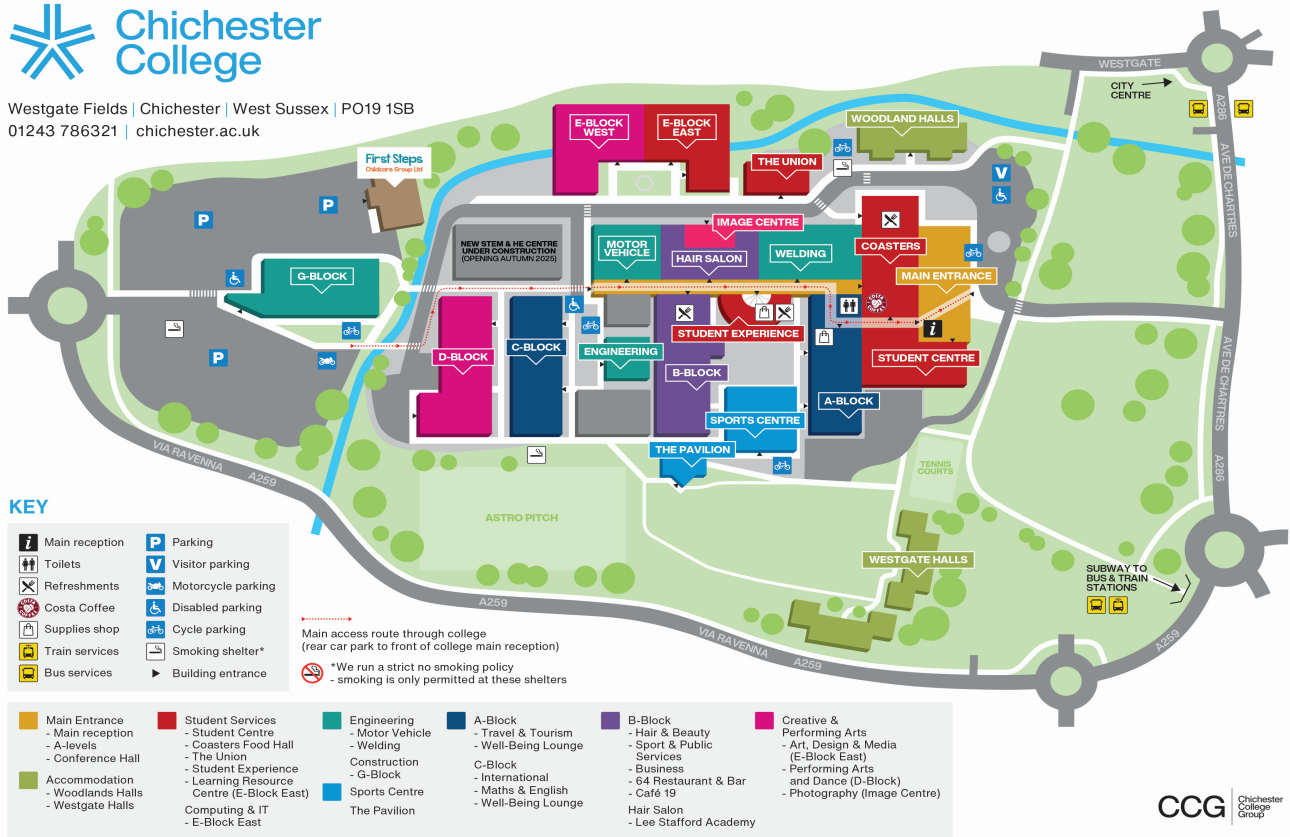 Chichester
College
Westgate Fields | Chichester | West Sussex | PO19 1SB
01243 786321 | chichester.ac.uk
WESTGATE
CITY
CENTRE
A286
AVE DE CHARTRES
AVE DE CHARTRES
A286
First Steps
Childcare Group Ltd
E-BLOCK
WEST
E-BLOCK
EAST
WOODLAND HALLS
THE UNION
V
P
P
IMAGE CENTRE
NEW STEM & HE CENTRE
UNDER CONSTRUCTION
(OPENING AUTUMN 2025)
MOTOR
VEHICLE
HAIR SALON
WELDING
COASTERS
MAIN ENTRANCE
G-BLOCK
COSTA
COFFEE
i
STUDENT EXPERIENCE
D-BLOCK
C-BLOCK
ENGINEERING
STUDENT CENTRE
P
B-BLOCK
A-BLOCK
SPORTS CENTRE
THE PAVILION
TENNIS
COURTS
VIA RAVENNA
A259
ASTRO PITCH
WESTGATE HALLS
SUBWAY TO
BUS & TRAIN
STATIONS
A259
VIA RAVENNA
A259
A259
KEY
i Main reception
Toilets
Refreshments
COSTA COFFEE Costa Coffee
Supplies shop
Train services
Bus services
P Parking
V Visitor parking
Motorcycle parking
Disabled parking
Cycle parking
Smoking shelter*
Building entrance
Main access route through college
(rear car park to front of college main reception)
*We run a strict no smoking policy
- smoking is only permitted at these shelters
Main Entrance
- Main reception
- A-levels
- Conference Hall
Accommodation
- Woodlands Halls
- Westgate Halls
Student Services
- Student Centre
- Coasters Food Hall
- The Union
- Student Experience
- Learning Resource
Centre (E-Block East)
Computing & IT
- E-Block East
Engineering
- Motor Vehicle
- Welding
Construction
- G-Block
Sports Centre
The Pavilion
A-Block
- Travel & Tourism
- Well-Being Lounge
C-Block
- International
- Maths & English
- Well-Being Lounge
B-Block
- Hair & Beauty
- Sport & Public
Services
- Business
- 64 Restaurant & Bar
- Café 19
Hair Salon
- Lee Stafford Academy
Creative &
Performing Arts
- Art, Design & Media
(E-Block East)
- Performing Arts
and Dance (D-Block)
- Photography (Image Centre)
CCG
Chichester
College
Group